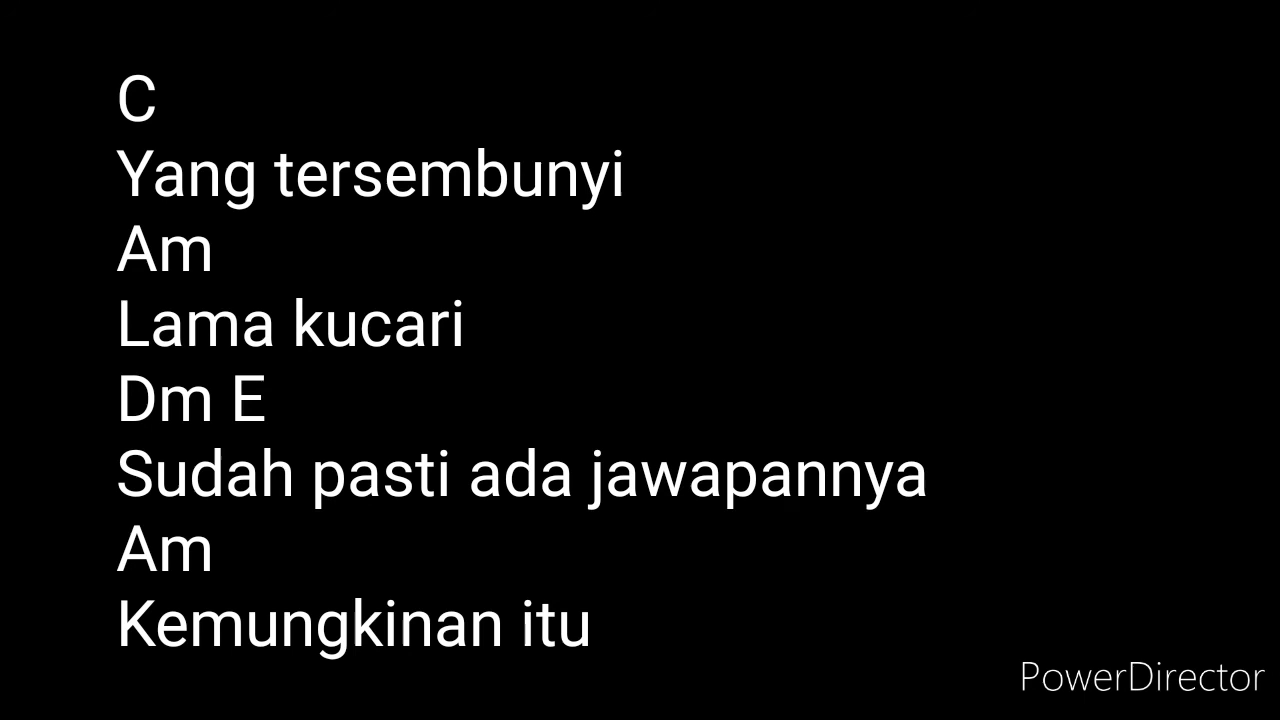 C
Yang tersembunyi
Am
Lama kucari
Dm E
Sudah pasti ada jawapannya
Am
Kemungkinan itu
PowerDirector